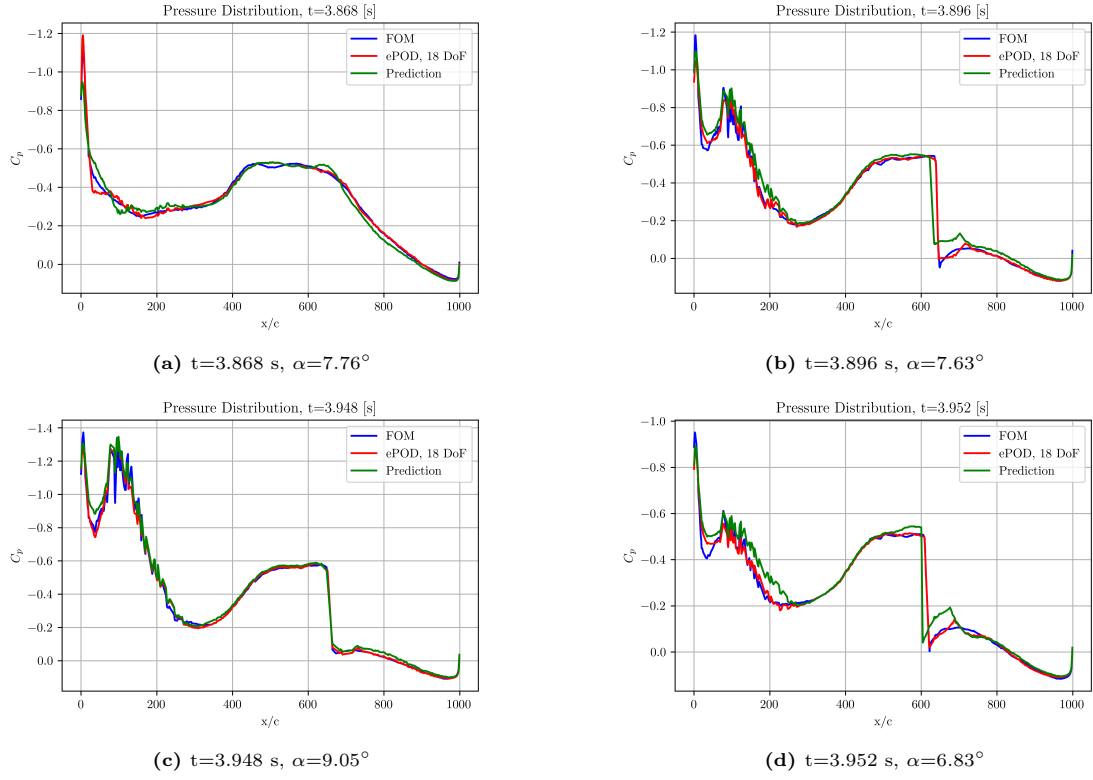 Pressure Distribution, t=3.868 [s]
−1.2
−1.0
−0.8
−0.6
−0.4
−0.2
0.0
C_p
FOM
ePOD, 18 DoF
Prediction
0 200 400 600 800 1000
x/c
(a) t=3.868 s, α=7.76°
Pressure Distribution, t=3.896 [s]
−1.2
−1.0
−0.8
−0.6
−0.4
−0.2
0.0
C_p
FOM
ePOD, 18 DoF
Prediction
0 200 400 600 800 1000
x/c
(b) t=3.896 s, α=7.63°
Pressure Distribution, t=3.948 [s]
−1.4
−1.2
−1.0
−0.8
−0.6
−0.4
−0.2
0.0
C_p
FOM
ePOD, 18 DoF
Prediction
0 200 400 600 800 1000
x/c
(c) t=3.948 s, α=9.05°
Pressure Distribution, t=3.952 [s]
−1.0
−0.8
−0.6
−0.4
−0.2
0.0
C_p
FOM
ePOD, 18 DoF
Prediction
0 200 400 600 800 1000
x/c
(d) t=3.952 s, α=6.83°